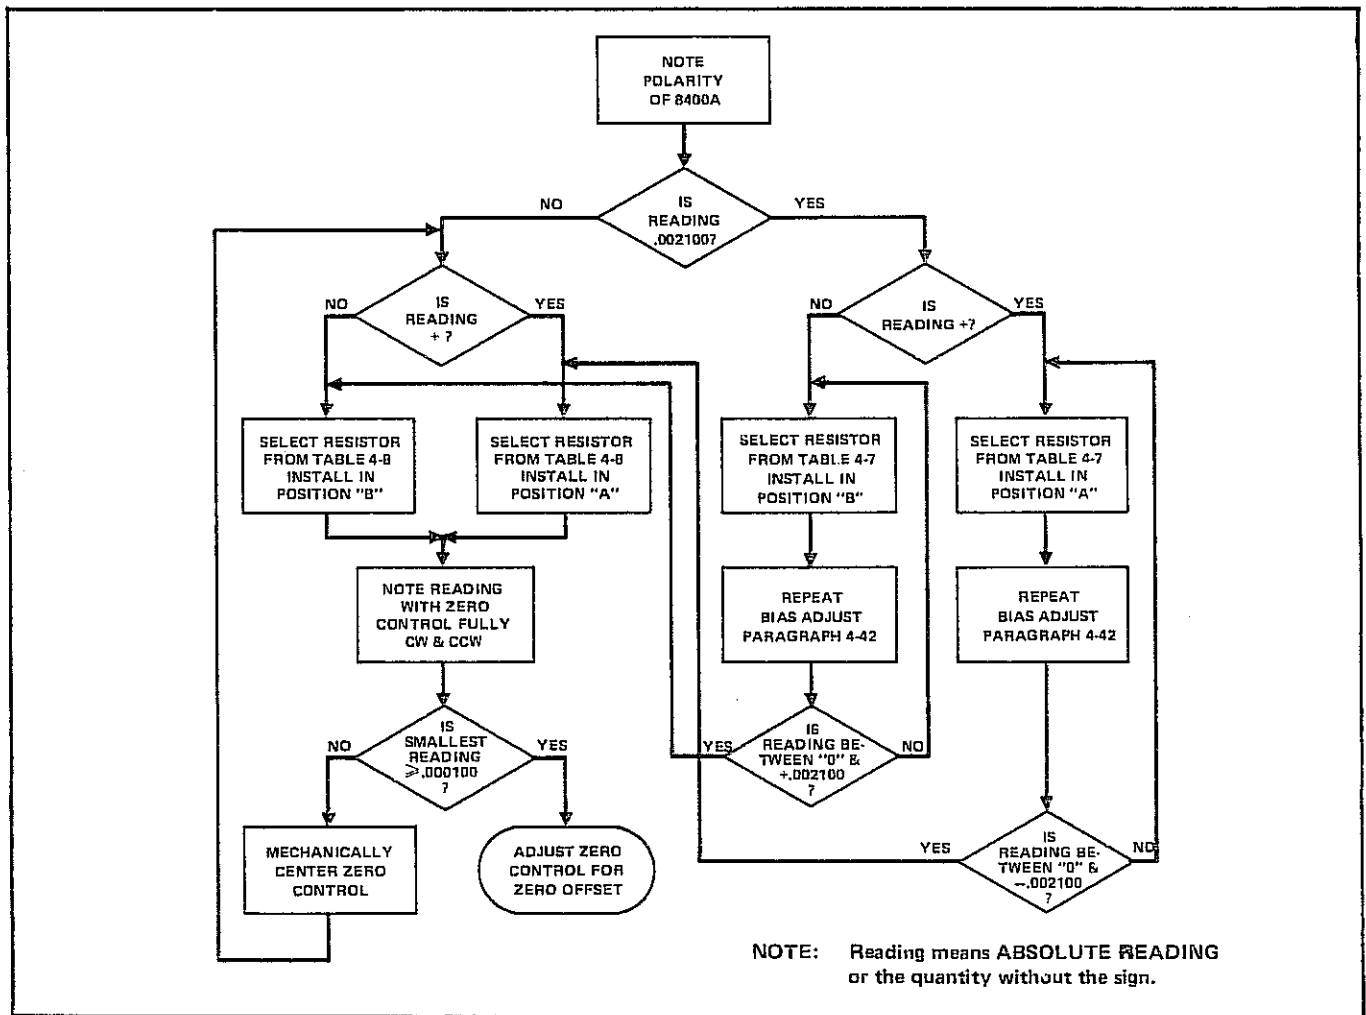 NOTE
POLARITY
OF 8400A
NO
YES
IS
READING
.002100?
NO
IS
READING
+ ?
YES
NO
IS
READING +?
YES
SELECT RESISTOR
FROM TABLE 4-8
INSTALL IN
POSITION "B"
SELECT RESISTOR
FROM TABLE 4-8
INSTALL IN
POSITION "A"
SELECT RESISTOR
FROM TABLE 4-7
INSTALL IN
POSITION "B"
SELECT RESISTOR
FROM TABLE 4-7
INSTALL IN
POSITION "A"
NOTE READING
WITH ZERO
CONTROL FULLY
CW & CCW
REPEAT
BIAS ADJUST
PARAGRAPH 4-42
REPEAT
BIAS ADJUST
PARAGRAPH 4-42
NO
IS
SMALLEST
READING
⩾.000100
?
YES
YES
IS
READING BE-
TWEEN "0" &
+.002100
?
NO
MECHANICALLY
CENTER ZERO
CONTROL
ADJUST ZERO
CONTROL FOR
ZERO OFFSET
YES
IS
READING BE-
TWEEN "0" &
—.002100
?
NO
NOTE: Reading means ABSOLUTE READING
or the quantity without the sign.